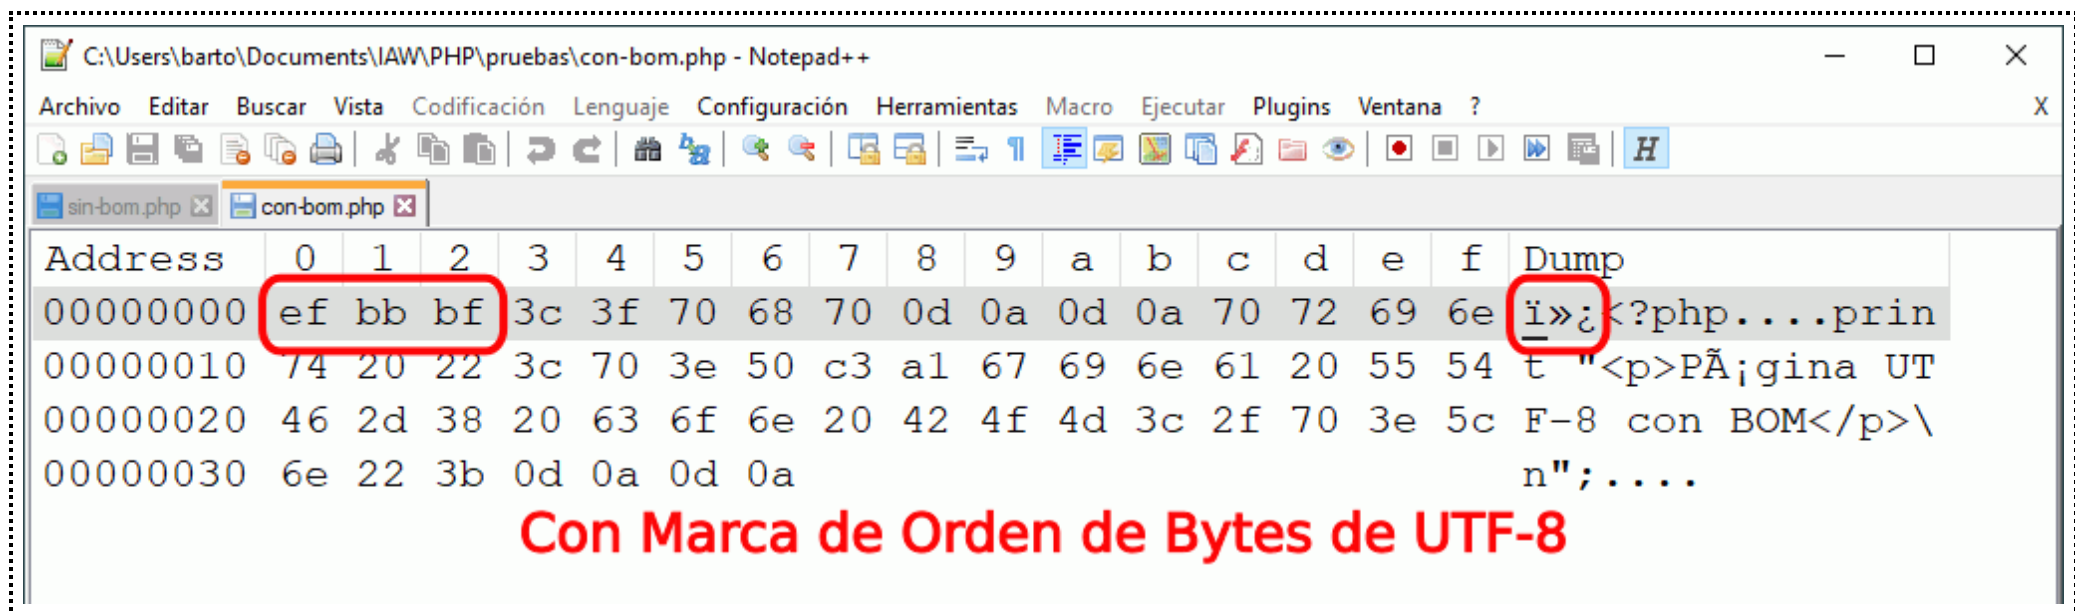 C:\Users\barto\Documents\IAW\PHP\pruebas\con-bom.php - Notepad++
Archivo Editar Buscar Vista Codificación Lenguaje Configuración Herramientas Macro Ejecutar Plugins Ventana ? X
H
sin-bom.php con-bom.php
Address 0 1 2 3 4 5 6 7 8 9 a b c d e f Dump
00000000 ef bb bf 3c 3f 70 68 70 0d 0a 0d 0a 70 72 69 6e ï»¿<?php....prin
00000010 74 20 22 3c 70 3e 50 c3 a1 67 69 6e 61 20 55 54 t "<p>PÃ¡gina UT
00000020 46 2d 38 20 63 6f 6e 20 42 4f 4d 3c 2f 70 3e 5c F-8 con BOM</p>\
00000030 6e 22 3b 0d 0a 0d 0a n";....
Con Marca de Orden de Bytes de UTF-8